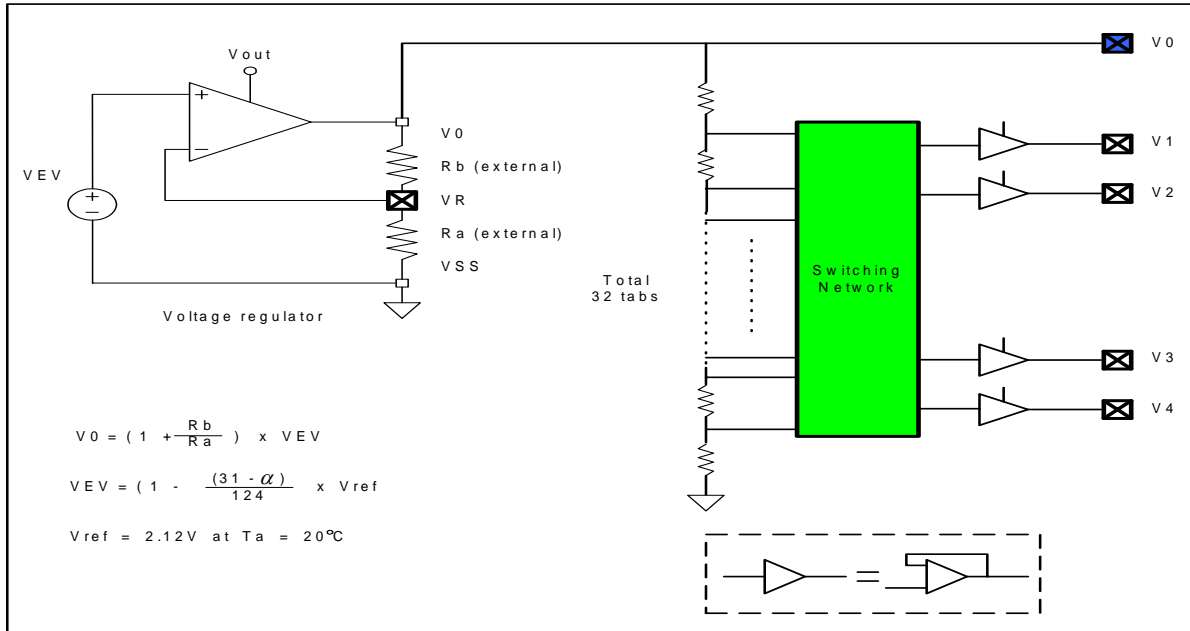 Vout
V0
VEV
+
−
+
−
V0
Rb (external)
VR
Ra (external)
VSS
Voltage regulator
Total
32 tabs
Switching
Network
V1
V2
V3
V4
V0 = ( 1 + Rb/Ra ) x VEV
VEV = ( 1 - (31 - α)/124 x Vref
Vref = 2.12V at Ta = 20°C
=